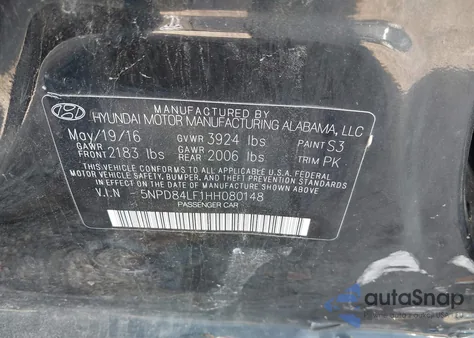 MANUFACTURED BY
HYUNDAI MOTOR MANUFACTURING ALABAMA, LLC
May/19/16 GVWR 3924 lbs PAINT S3
GAWR FRONT 2183 lbs GAWR REAR 2006 lbs TRIM PK
THIS VEHICLE CONFORMS TO ALL APPLICABLE U.S.A. FEDERAL
MOTOR VEHICLE SAFETY, BUMPER, AND THEFT PREVENTION STANDARDS
IN EFFECT ON THE DATE OF MANUFACTURE SHOWN ABOVE.
V.I.N - 5NPD84LF1HH080148
PASSENGER CAR
autoSnap